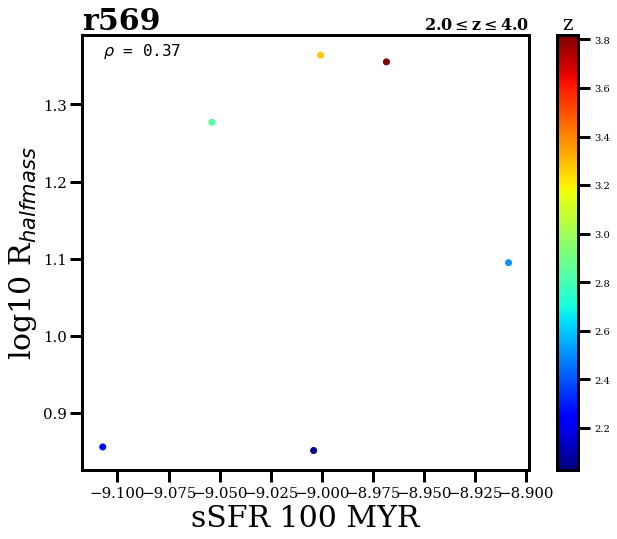 r569
2.0 ≤ z ≤ 4.0
z
ρ = 0.37
log10 R_{halfmass}
1.3
1.2
1.1
1.0
0.9
−9.100 −9.075 −9.050 −9.025 −9.000 −8.975 −8.950 −8.925 −8.900
sSFR 100 MYR
3.8
3.6
3.4
3.2
3.0
2.8
2.6
2.4
2.2